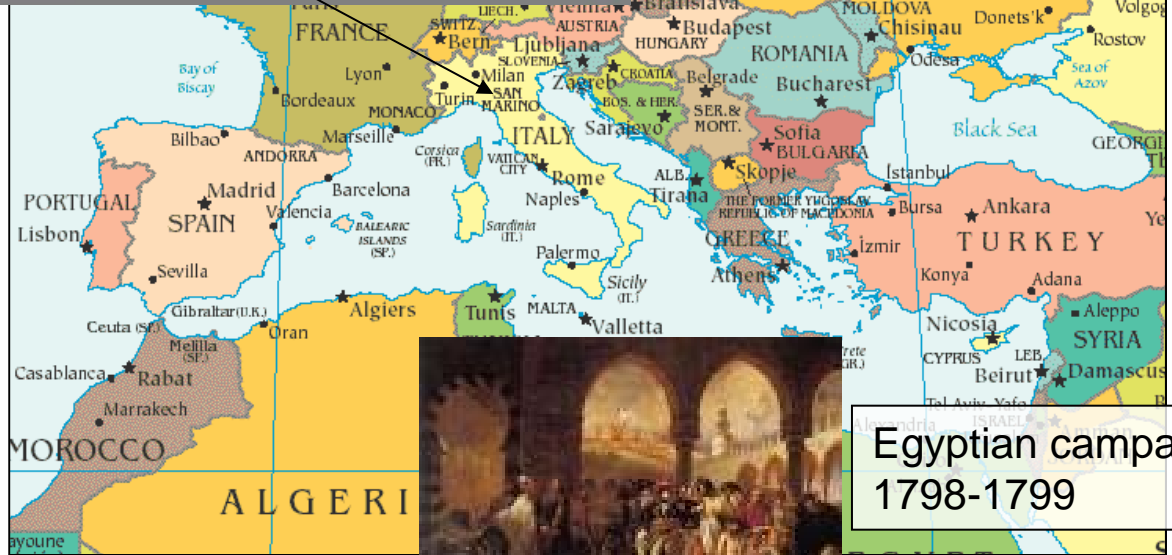 LIECH.
Bratislava
MOLDOVA
Donets'k
SWITZ.
Bern
AUSTRIA
Budapest
Chisinau
Rostov
FRANCE
HUNGARY
Ljubljana
SLOVENIA
ROMANIA
Odesa
Sea of
Azov
Bay of
Biscay
Lyon
Milan
Zagreb
CROATIA
Belgrade
Bucharest
Bordeaux
Turin
SAN
MARINO
BOS. & HER.
SER.&
MONT.
MONACO
Marseille
ITALY
Sarajevo
Sofia
BULGARIA
Black Sea
Bilbao
ANDORRA
Corsica
(FR.)
VATICAN
CITY
Rome
ALB.
Tirana
Skopje
İstanbul
PORTUGAL
Madrid
Barcelona
Naples
THE FORMER YUGOSLAV
REPUBLIC OF MACEDONIA
Bursa
Ankara
SPAIN
Valencia
BALEARIC
ISLANDS
(SP.)
Sardinia
(IT.)
GREECE
TURKEY
Lisbon
Palermo
İzmir
Konya
Sevilla
Sicily
(IT.)
Athens
Adana
Gibraltar(U.K.)
Algiers
Tunis
MALTA
Valletta
Nicosia
Aleppo
Ceuta (SP.)
Oran
CYPRUS
SYRIA
Melilla
(SP.)
LEB.
Beirut
Damascus
Casablanca
Rabat
Tel Aviv-Yafo
ISRAEL
Marrakech
Alexandria
Amman
MOROCCO
Egyptian campa
1798-1799
ALGERI